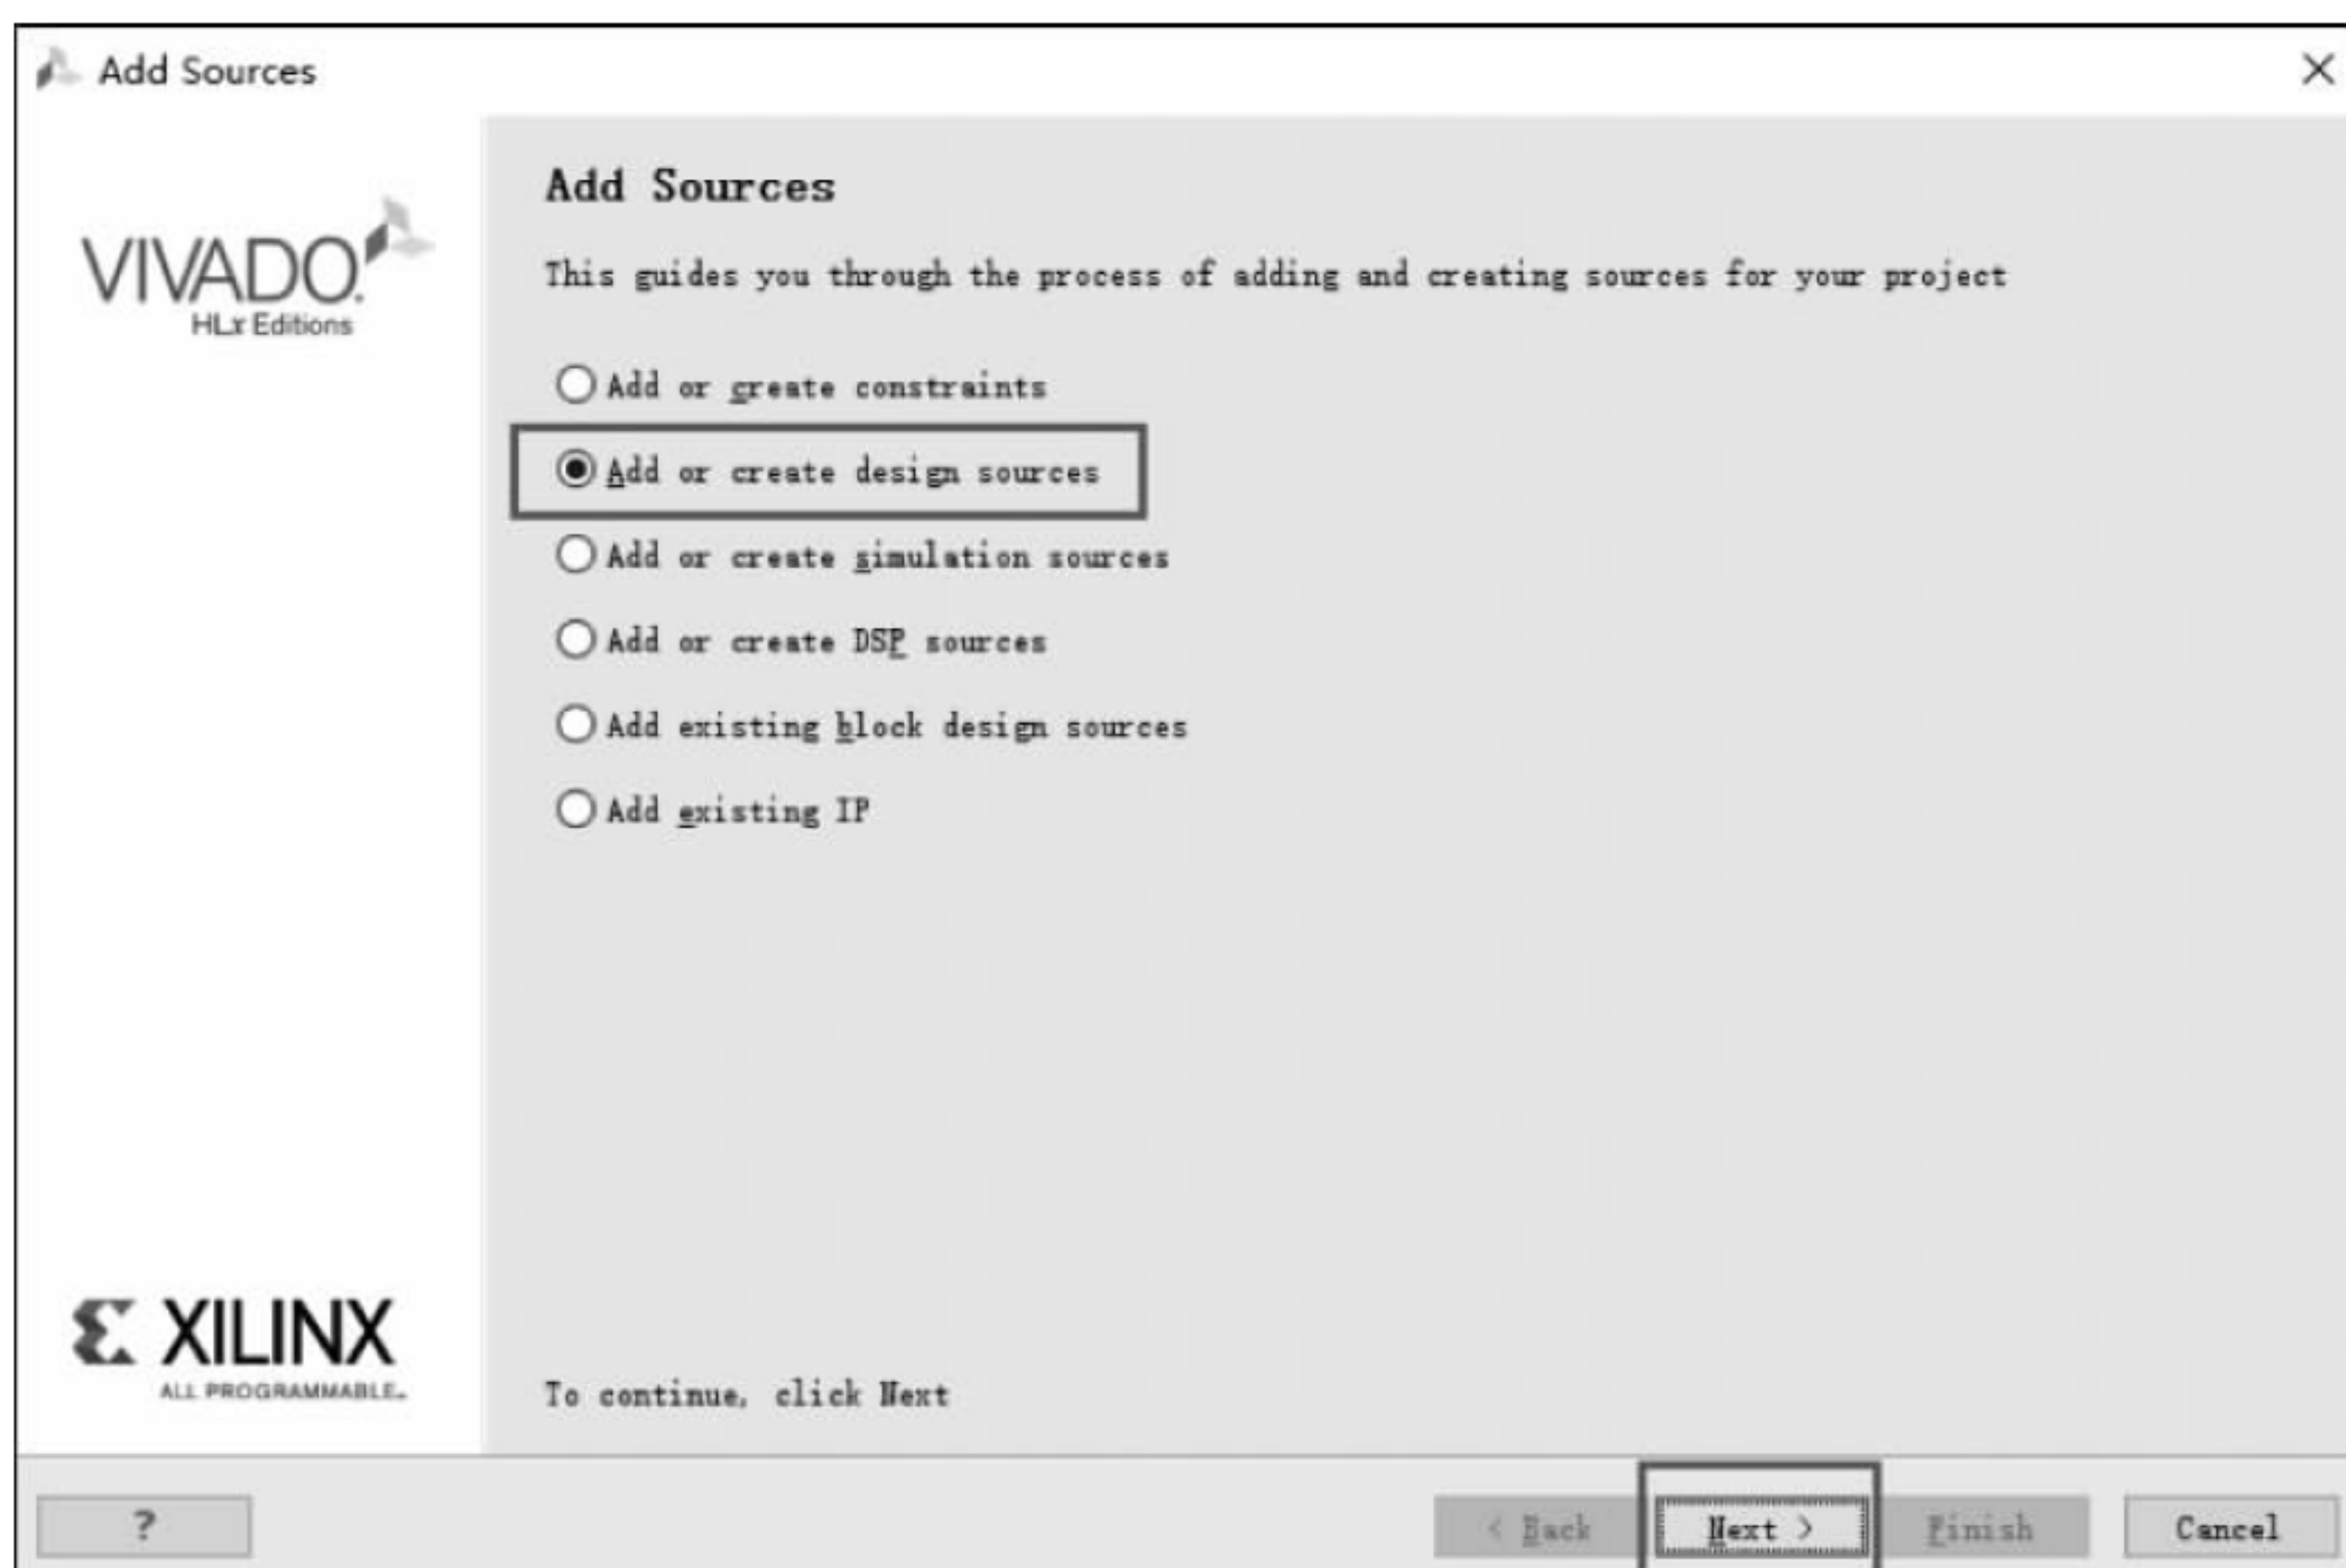 Add Sources
VIVADO
HLx Editions
Add Sources
This guides you through the process of adding and creating sources for your project
Add or create constraints
Add or create design sources
Add or create simulation sources
Add or create DSP sources
Add existing block design sources
Add existing IP
XILINX
ALL PROGRAMMABLE™
To continue, click Next
? < Back Next > Finish Cancel